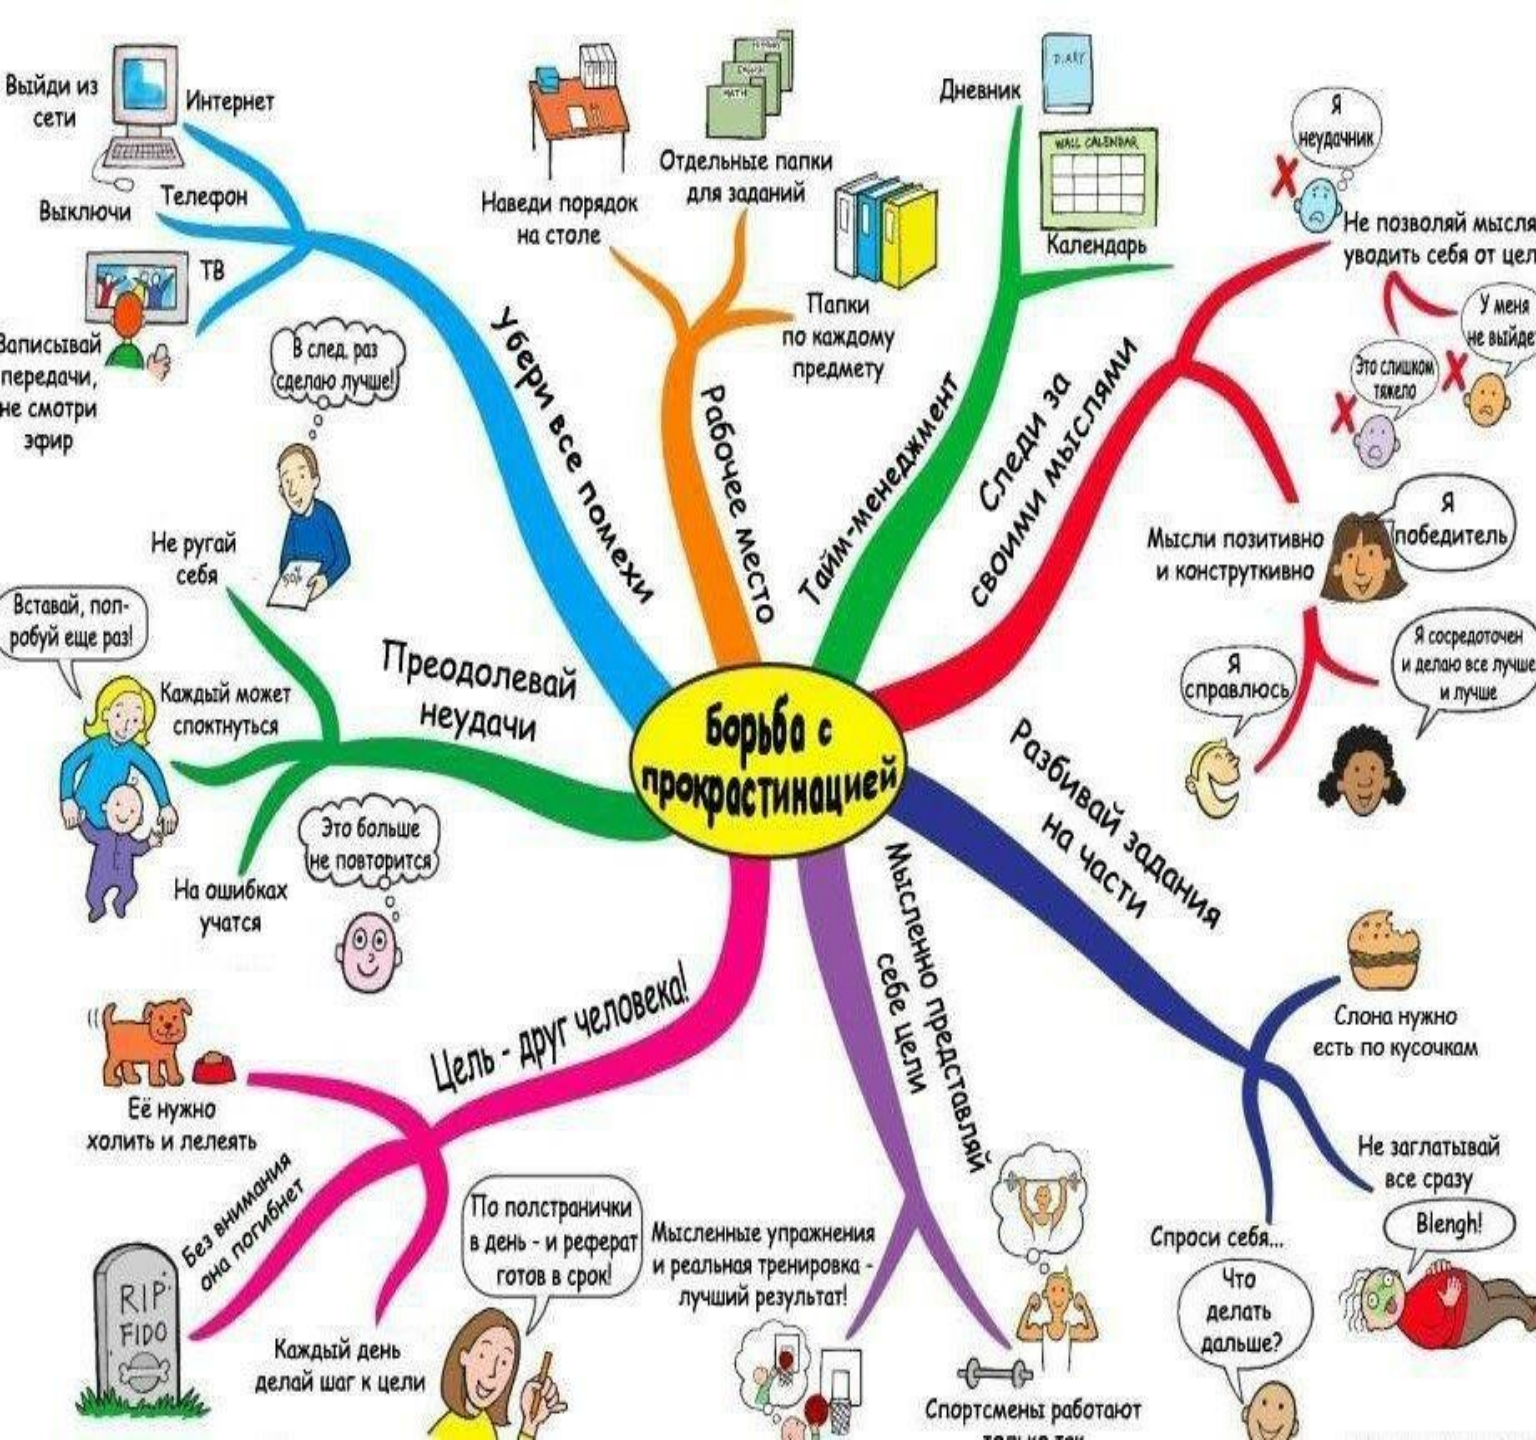 Выйди из
сети
Интернет
Телефон
Выключи
ТВ
Записывай
передачи,
не смотри
эфир
Убери все помехи
Наведи порядок
на столе
MATH
Отдельные папки
для заданий
Папки
по каждому
предмету
Рабочее место
Дневник
DIARY
WALL CALENDAR
Календарь
Тайм-менеджмент
Следи за
своими мыслями
Я
неудачник
Не позволяй мысля
уводить себя от цел
У меня
не выйде
Это слишком
тяжело
Мысли позитивно
и конструткивно
Я
победитель
Я
справлюсь
Я сосредоточен
и делаю все лучше
и лучше
В след. раз
сделаю лучше!
50%
Не ругай
себя
Вставай, поп-
робуй еще раз!
Каждый может
споктнуться
На ошибках
учатся
Это больше
не повторится
Преодолевай
неудачи
Борьба с
прокрастинацией
Разбивай задания
на части
Слона нужно
есть по кусочкам
Не заглатывай
все сразу
Blengh!
Спроси себя...
Что
делать
дальше?
Мысленно представляй
себе цели
Мысленные упражнения
и реальная тренировка -
лучший результат!
Спортсмены работают
Цель - друг человека!
Её нужно
холить и лелеять
Без внимания
она погибнет
RIP
FIDO
Каждый день
делай шаг к цели
По полстранички
в день - и реферат
готов в срок!